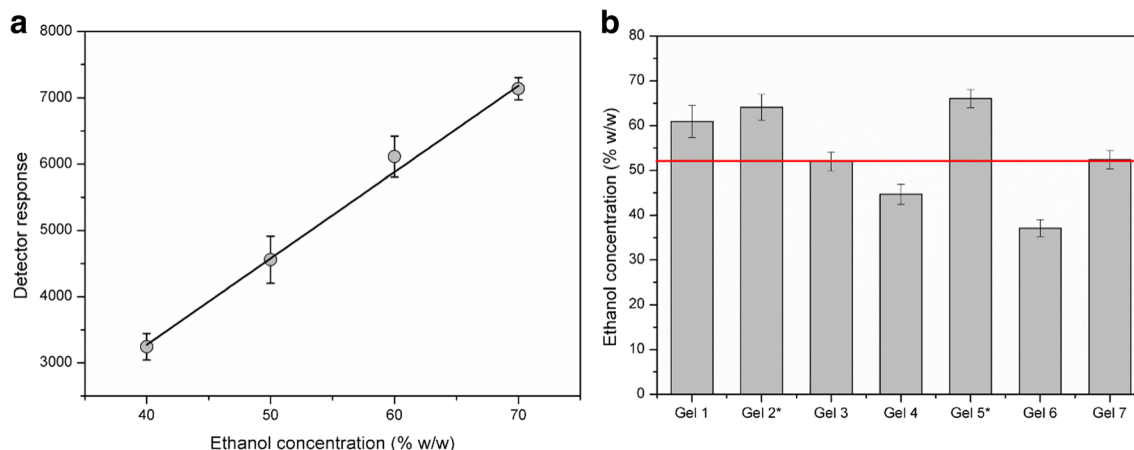 a
8000
7000
6000
5000
4000
3000
Detector response
40
50
60
70
Ethanol concentration (% w/w)
b
80
70
60
50
40
30
20
10
0
Ethanol concentration (% w/w)
Gel 1
Gel 2*
Gel 3
Gel 4
Gel 5*
Gel 6
Gel 7